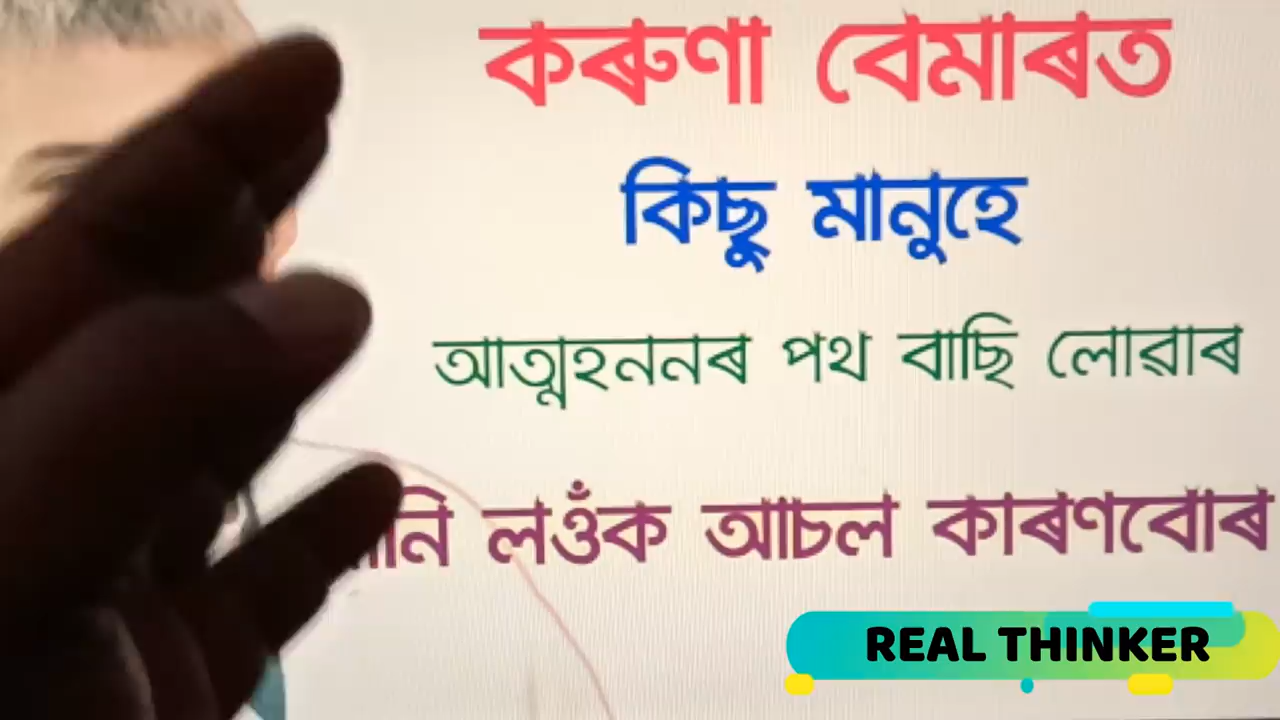 কৰুণা বেমাৰত
কিছু মানুহে
আত্মহননৰ পথ বাছি লোৱাৰ
লওঁক আচল কাৰণবোৰ
REAL THINKER